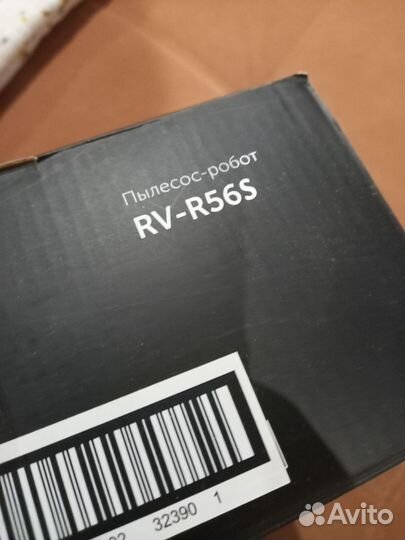 Пылесос-робот
RV-R56S
32390 1
Avito